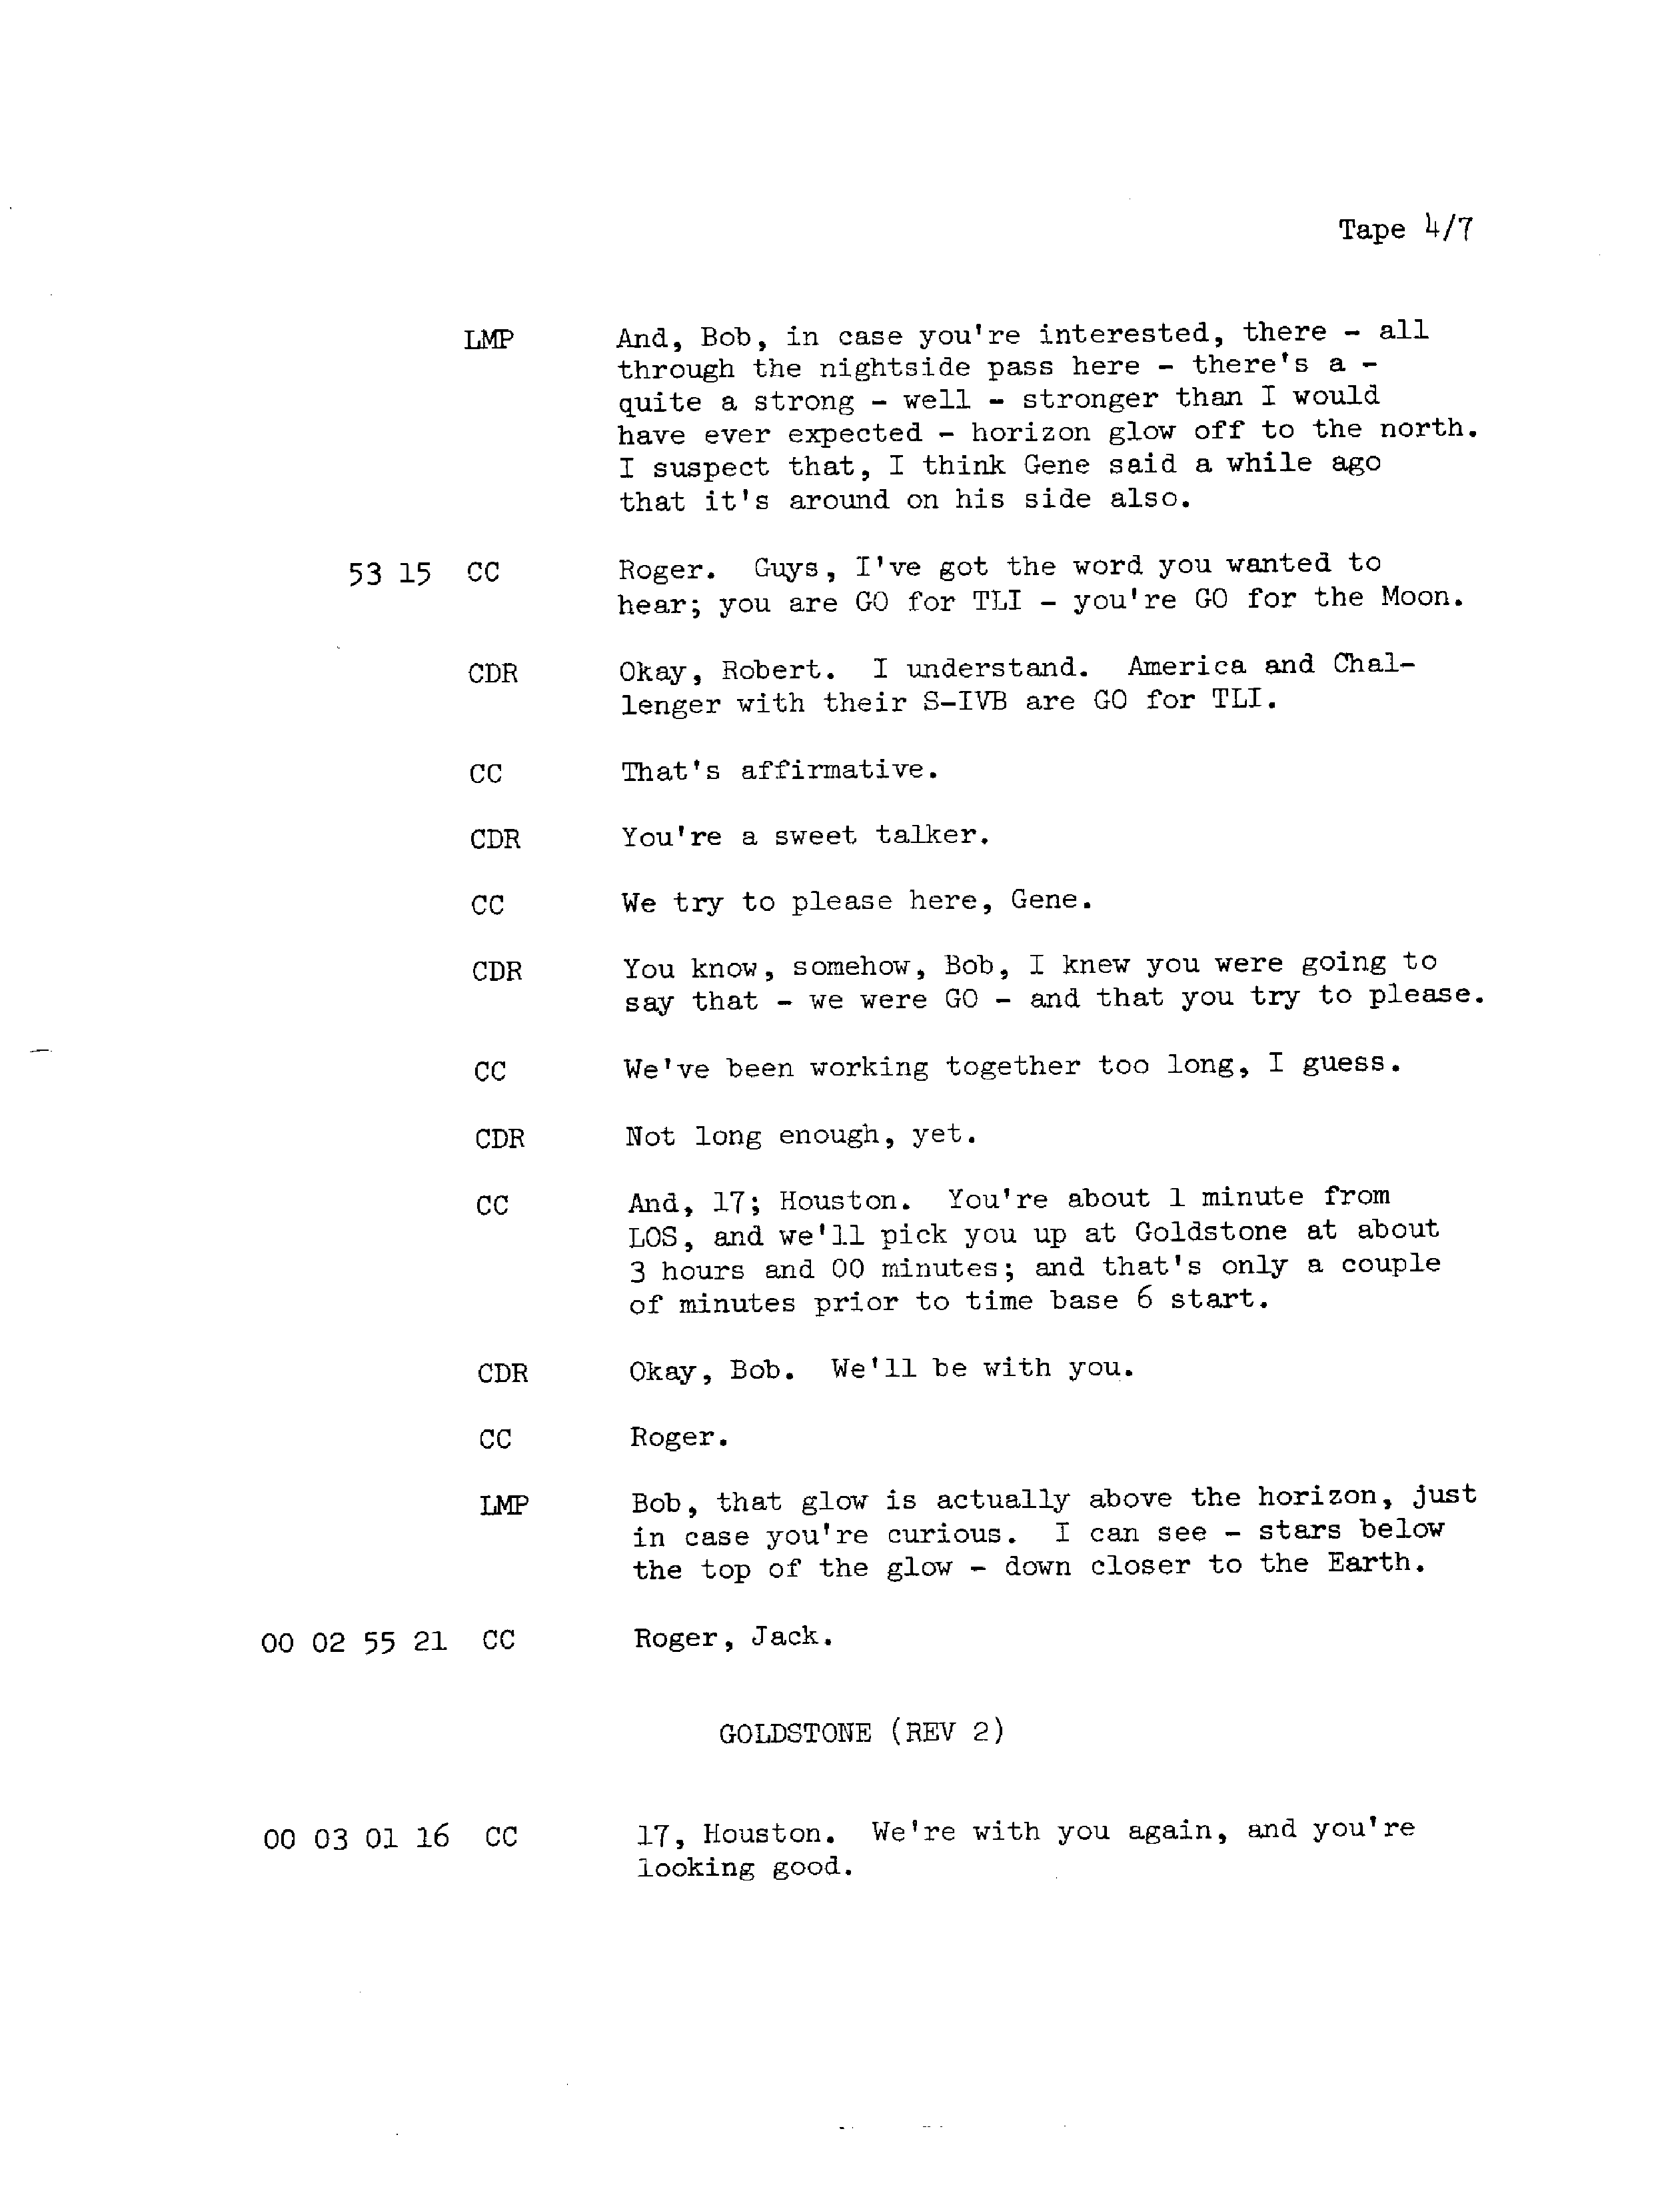 Tape 4/7
LMP And, Bob, in case you're interested, there - all
through the nightside pass here - there's a -
quite a strong - well - stronger than I would
have ever expected - horizon glow off to the north.
I suspect that, I think Gene said a while ago
that it's around on his side also.
53 15 CC Roger. Guys, I've got the word you wanted to
hear; you are GO for TLI - you're GO for the Moon.
CDR Okay, Robert. I understand. America and Chal-
lenger with their S-IVB are GO for TLI.
CC That's affirmative.
CDR You're a sweet talker.
CC We try to please here, Gene.
CDR You know, somehow, Bob, I knew you were going to
say that - we were GO - and that you try to please.
CC We've been working together too long, I guess.
CDR Not long enough, yet.
CC And, 17; Houston. You're about 1 minute from
LOS, and we'll pick you up at Goldstone at about
3 hours and 00 minutes; and that's only a couple
of minutes prior to time base 6 start.
CDR Okay, Bob. We'll be with you.
CC Roger.
LMP Bob, that glow is actually above the horizon, just
in case you're curious. I can see - stars below
the top of the glow - down closer to the Earth.
00 02 55 21 CC Roger, Jack.
GOLDSTONE (REV 2)
00 03 01 16 CC 17, Houston. We're with you again, and you're
looking good.